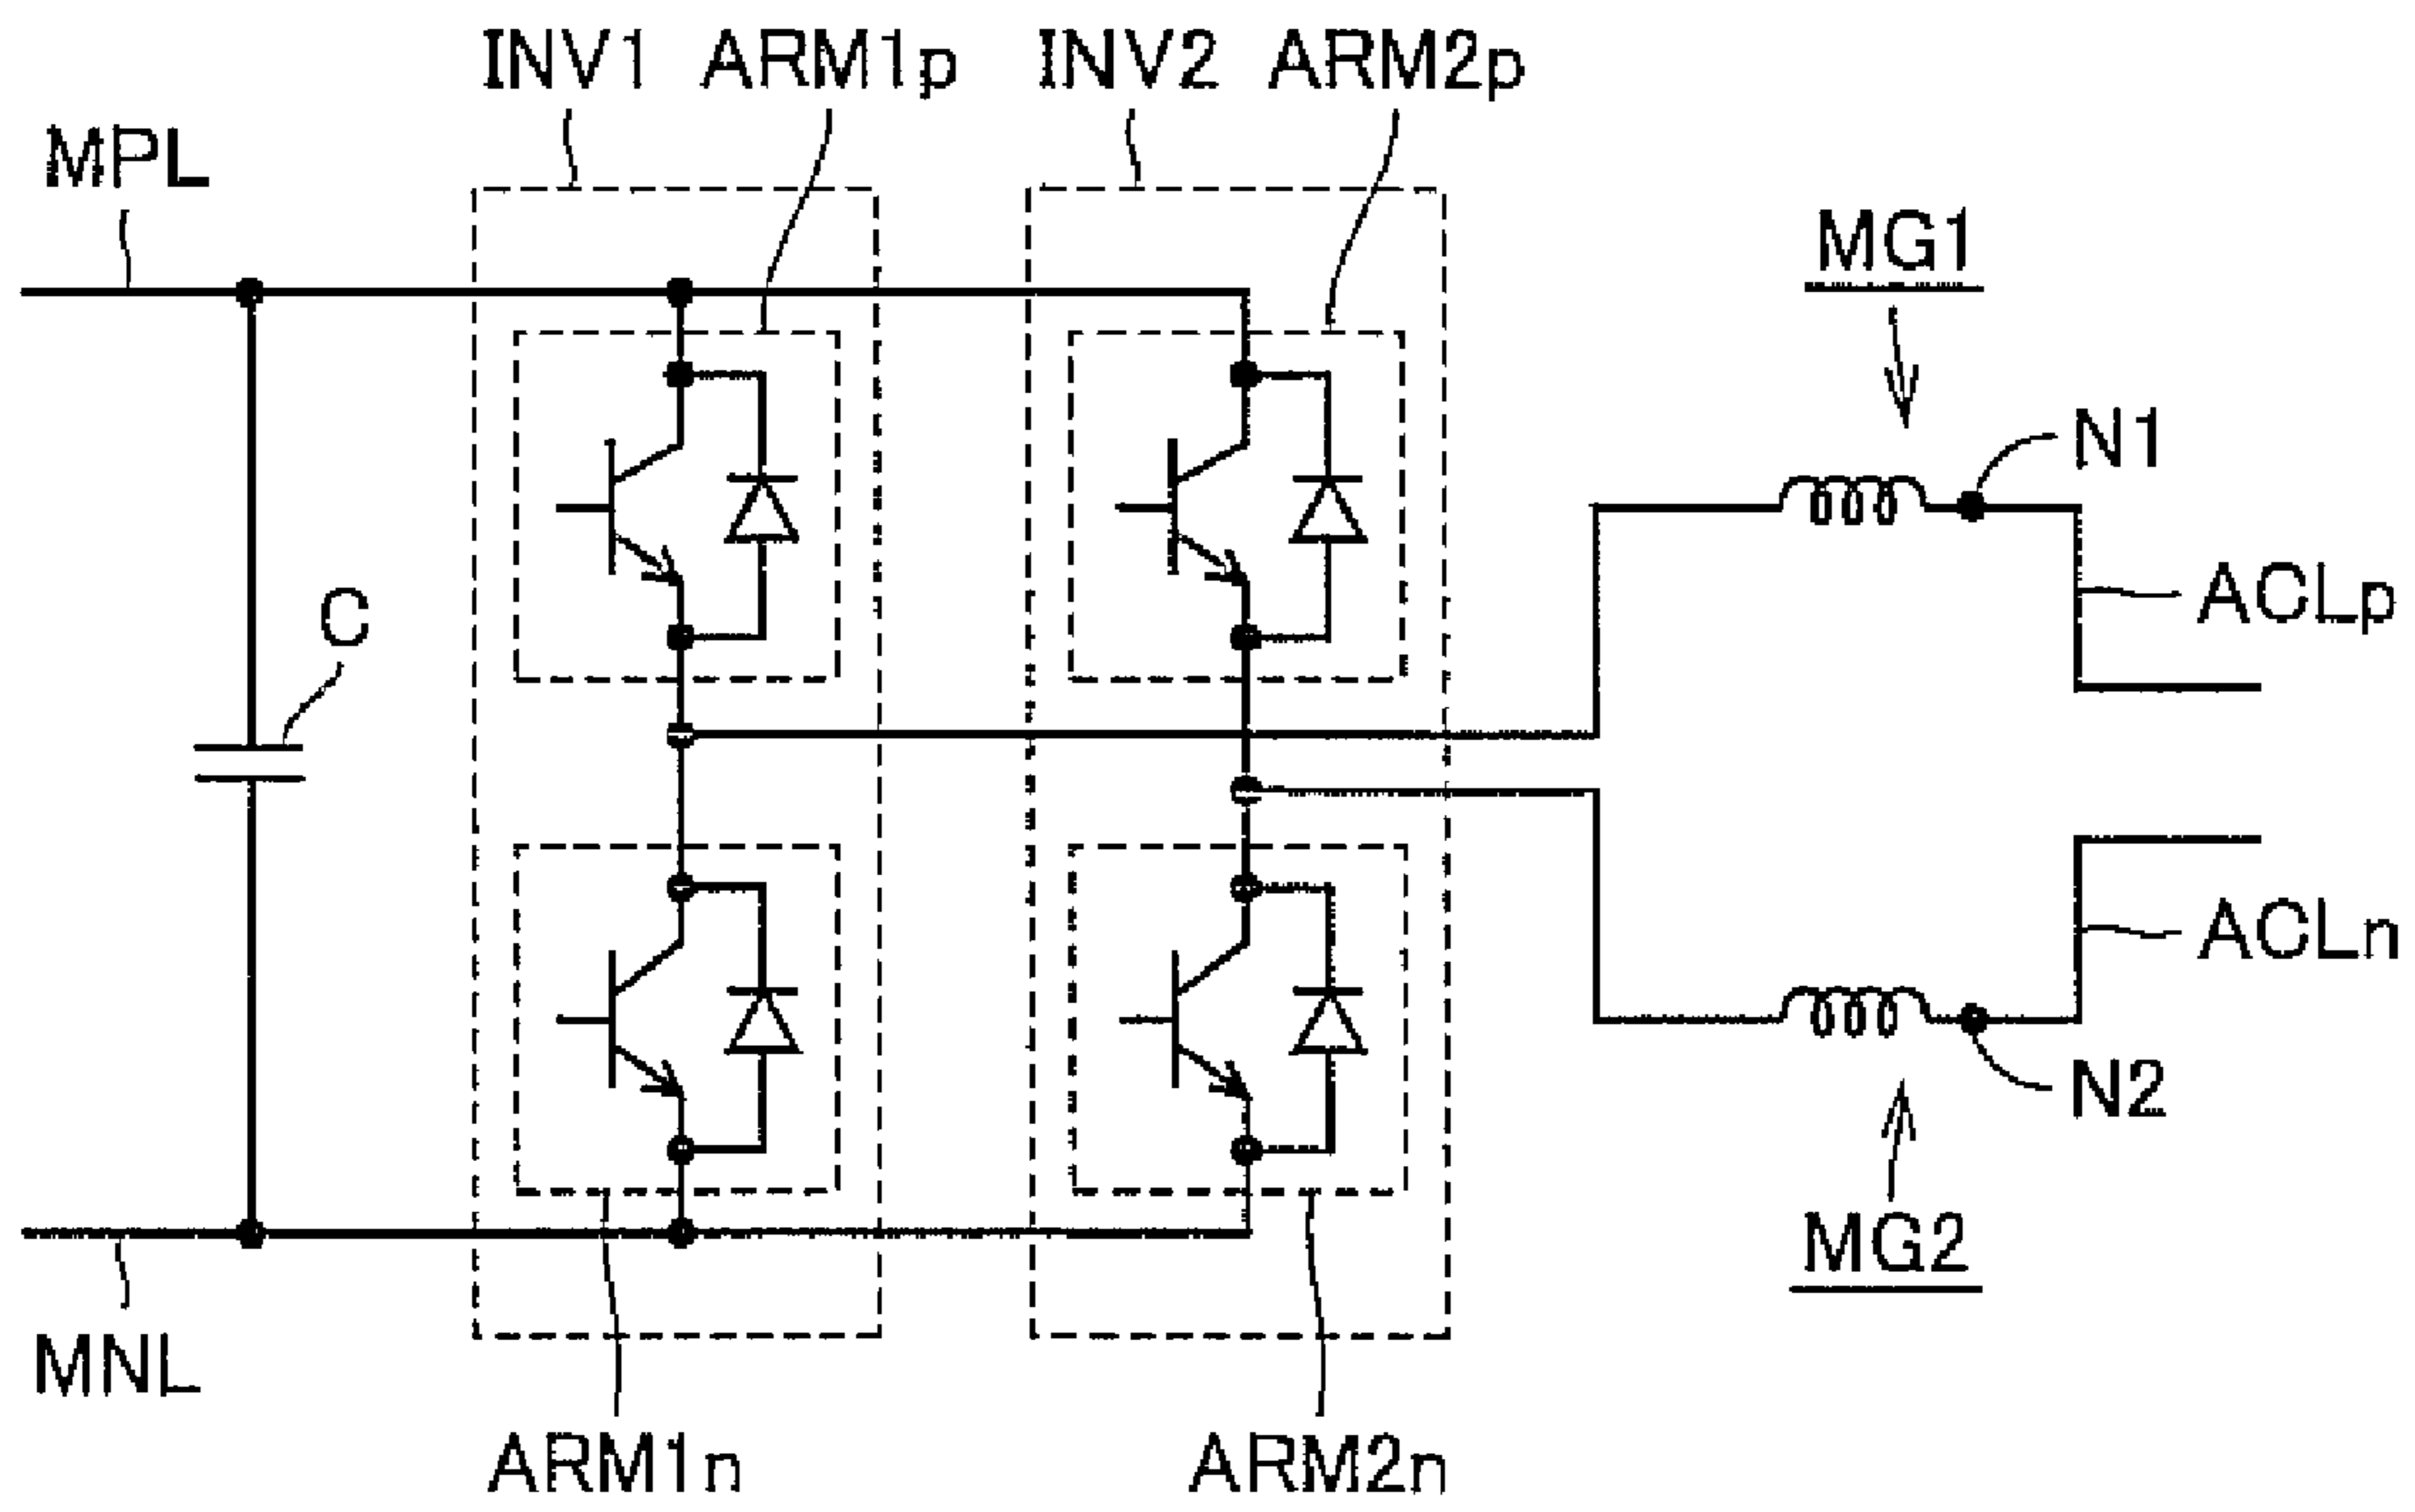 INV1 ARM1p INV2 ARM2p
MPL
MG1
N1
C
ACLp
ACLn
N2
MG2
MNL
ARM1n ARM2n